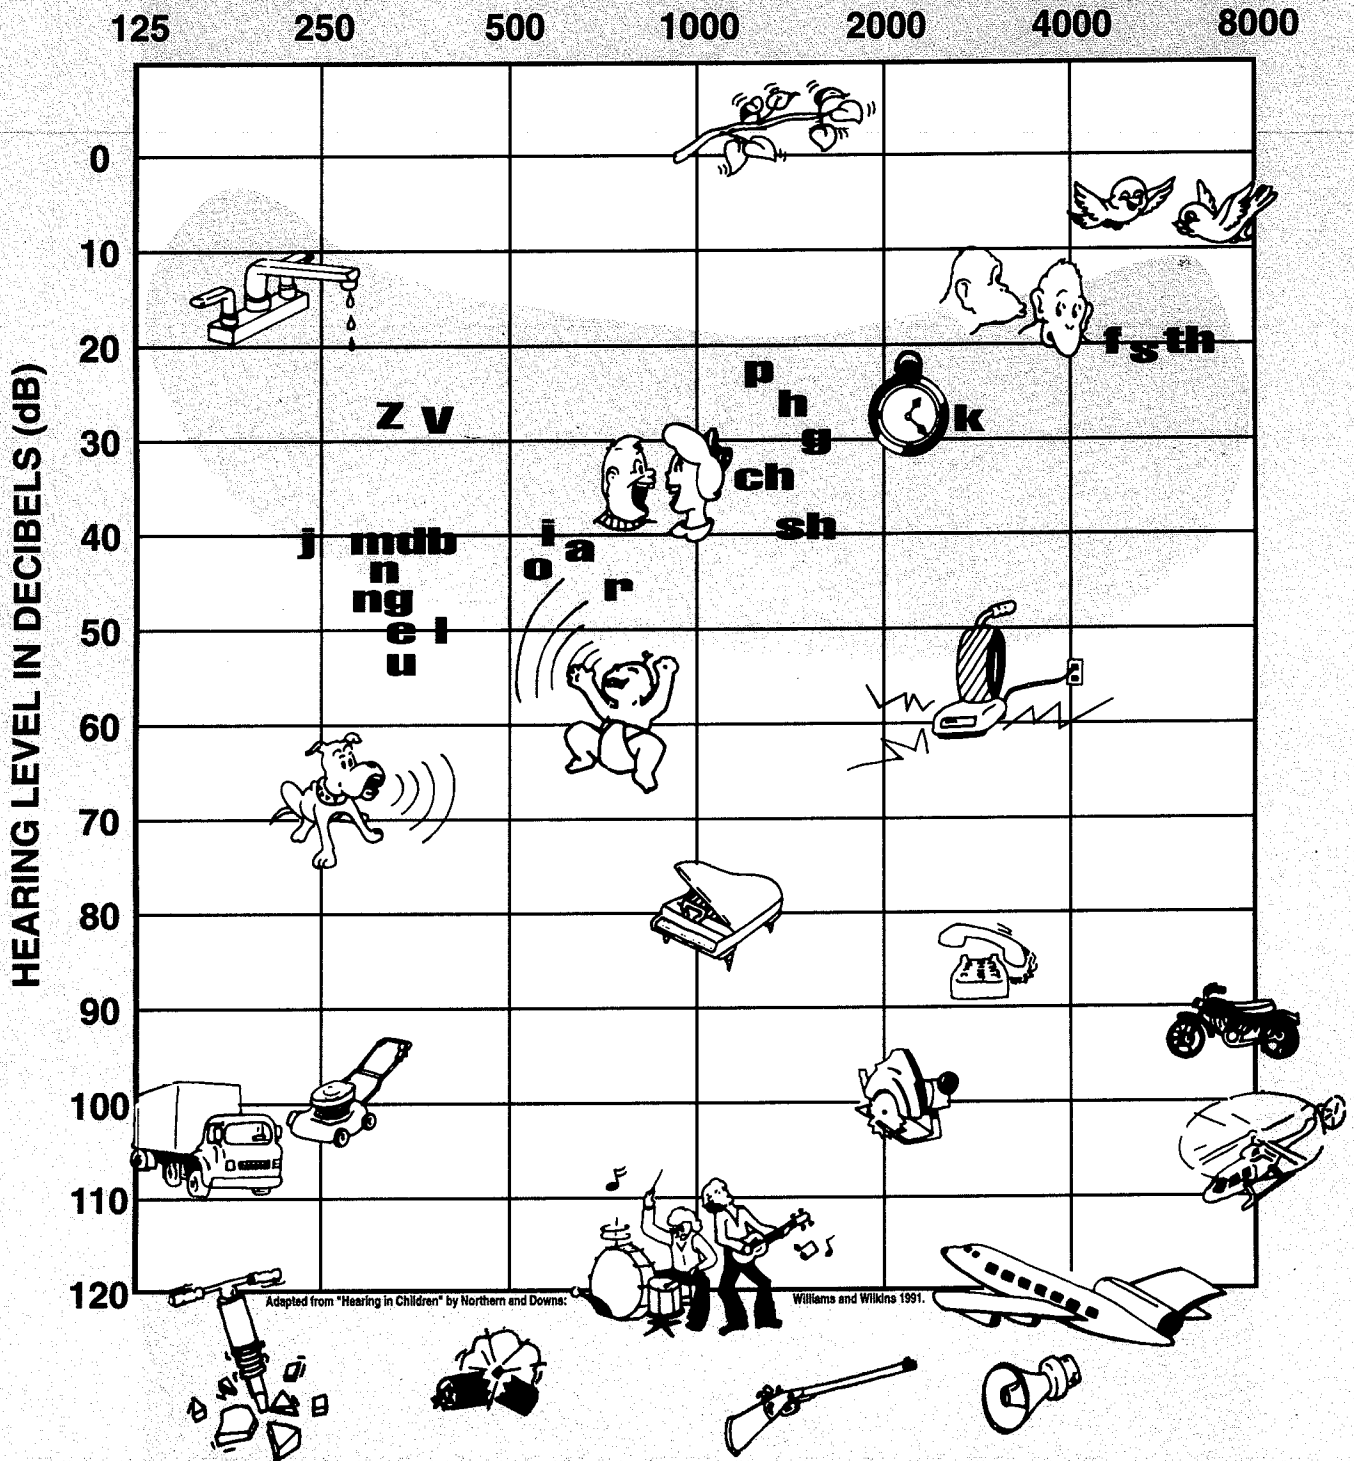 125 250 500 1000 2000 4000 8000
HEARING LEVEL IN DECIBELS (dB)
0
10
20
f s th
p
h
z v
k
30
g
ch
sh
40
j mdb
i a
n
o
r
ng
50
e l
u
60
70
80
90
100
110
120
Adapted from "Hearing in Children" by Northern and Downs: Williams and Wilkins 1991.